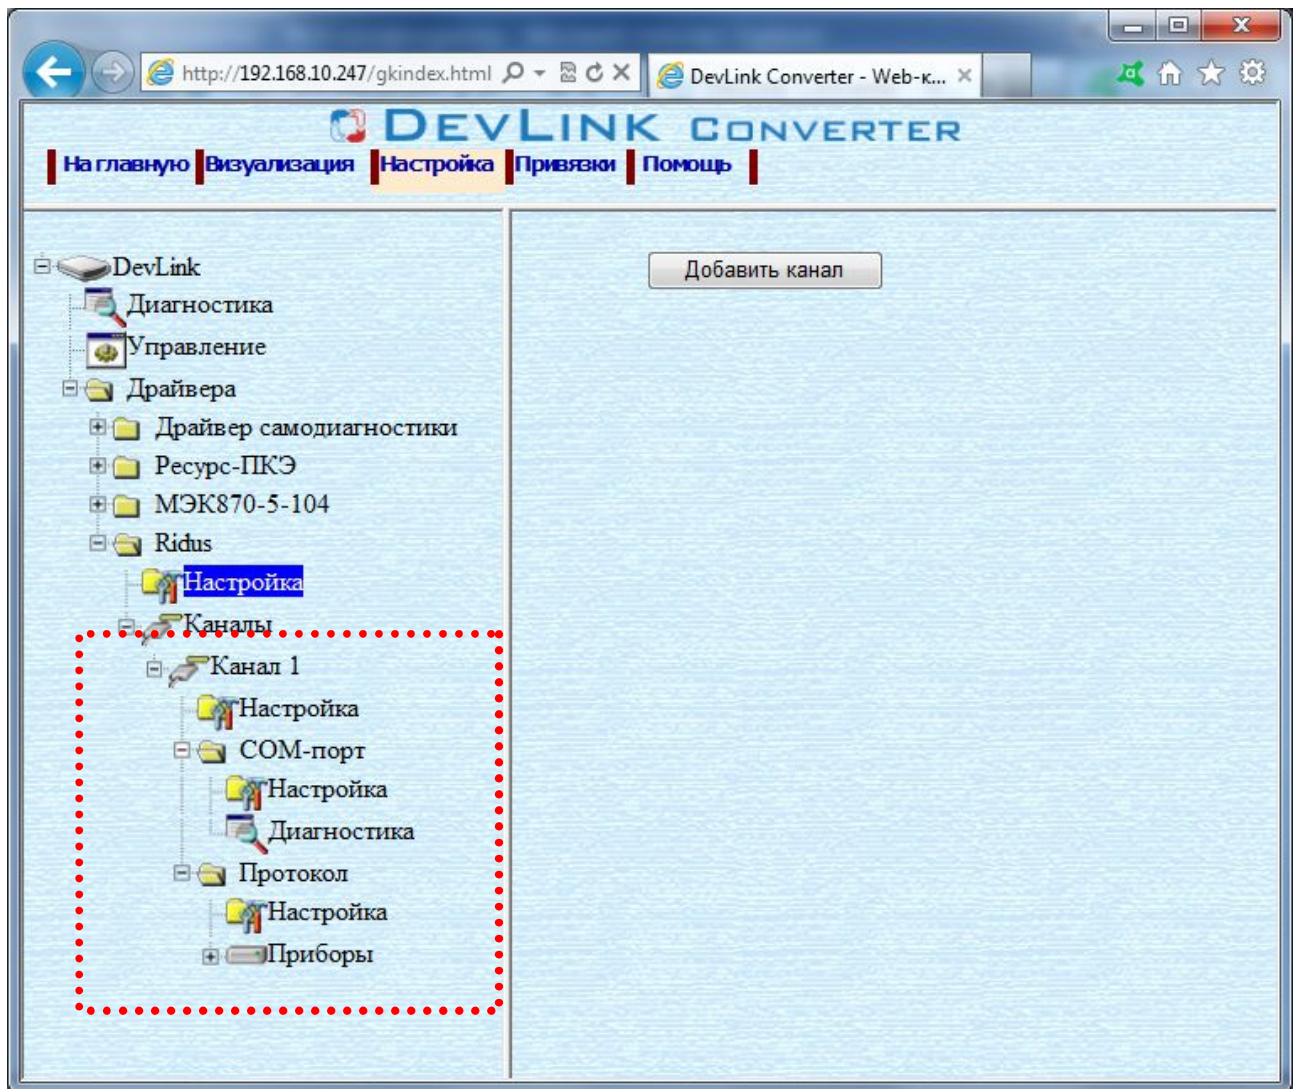 http://192.168.10.247/gkindex.html
DevLink Converter - Web-к...
DEVLINK CONVERTER
На главную Визуализация Настройка Привязки Помощь
DevLink
Диагностика
Управление
Драйвера
Драйвер самодиагностики
Ресурс-ПКЭ
МЭК870-5-104
Ridus
Настройка
Каналы
Канал 1
Настройка
COM-порт
Настройка
Диагностика
Протокол
Настройка
Приборы
Добавить канал